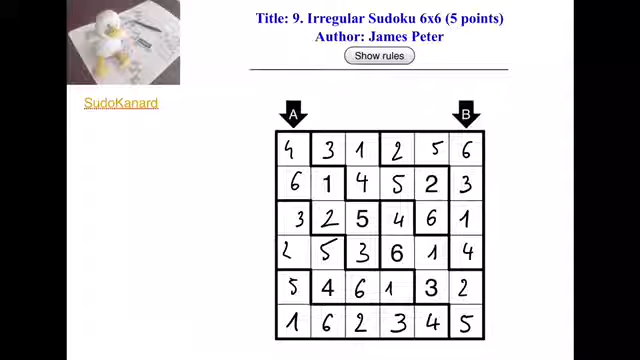 Title: 9. Irregular Sudoku 6x6 (5 points)
Author: James Peter
Show rules
SudoKanard
A B
4 3 1 2 5 6
6 1 4 5 2 3
3 2 5 4 6 1
2 5 3 6 1 4
5 4 6 1 3 2
1 6 2 3 4 5